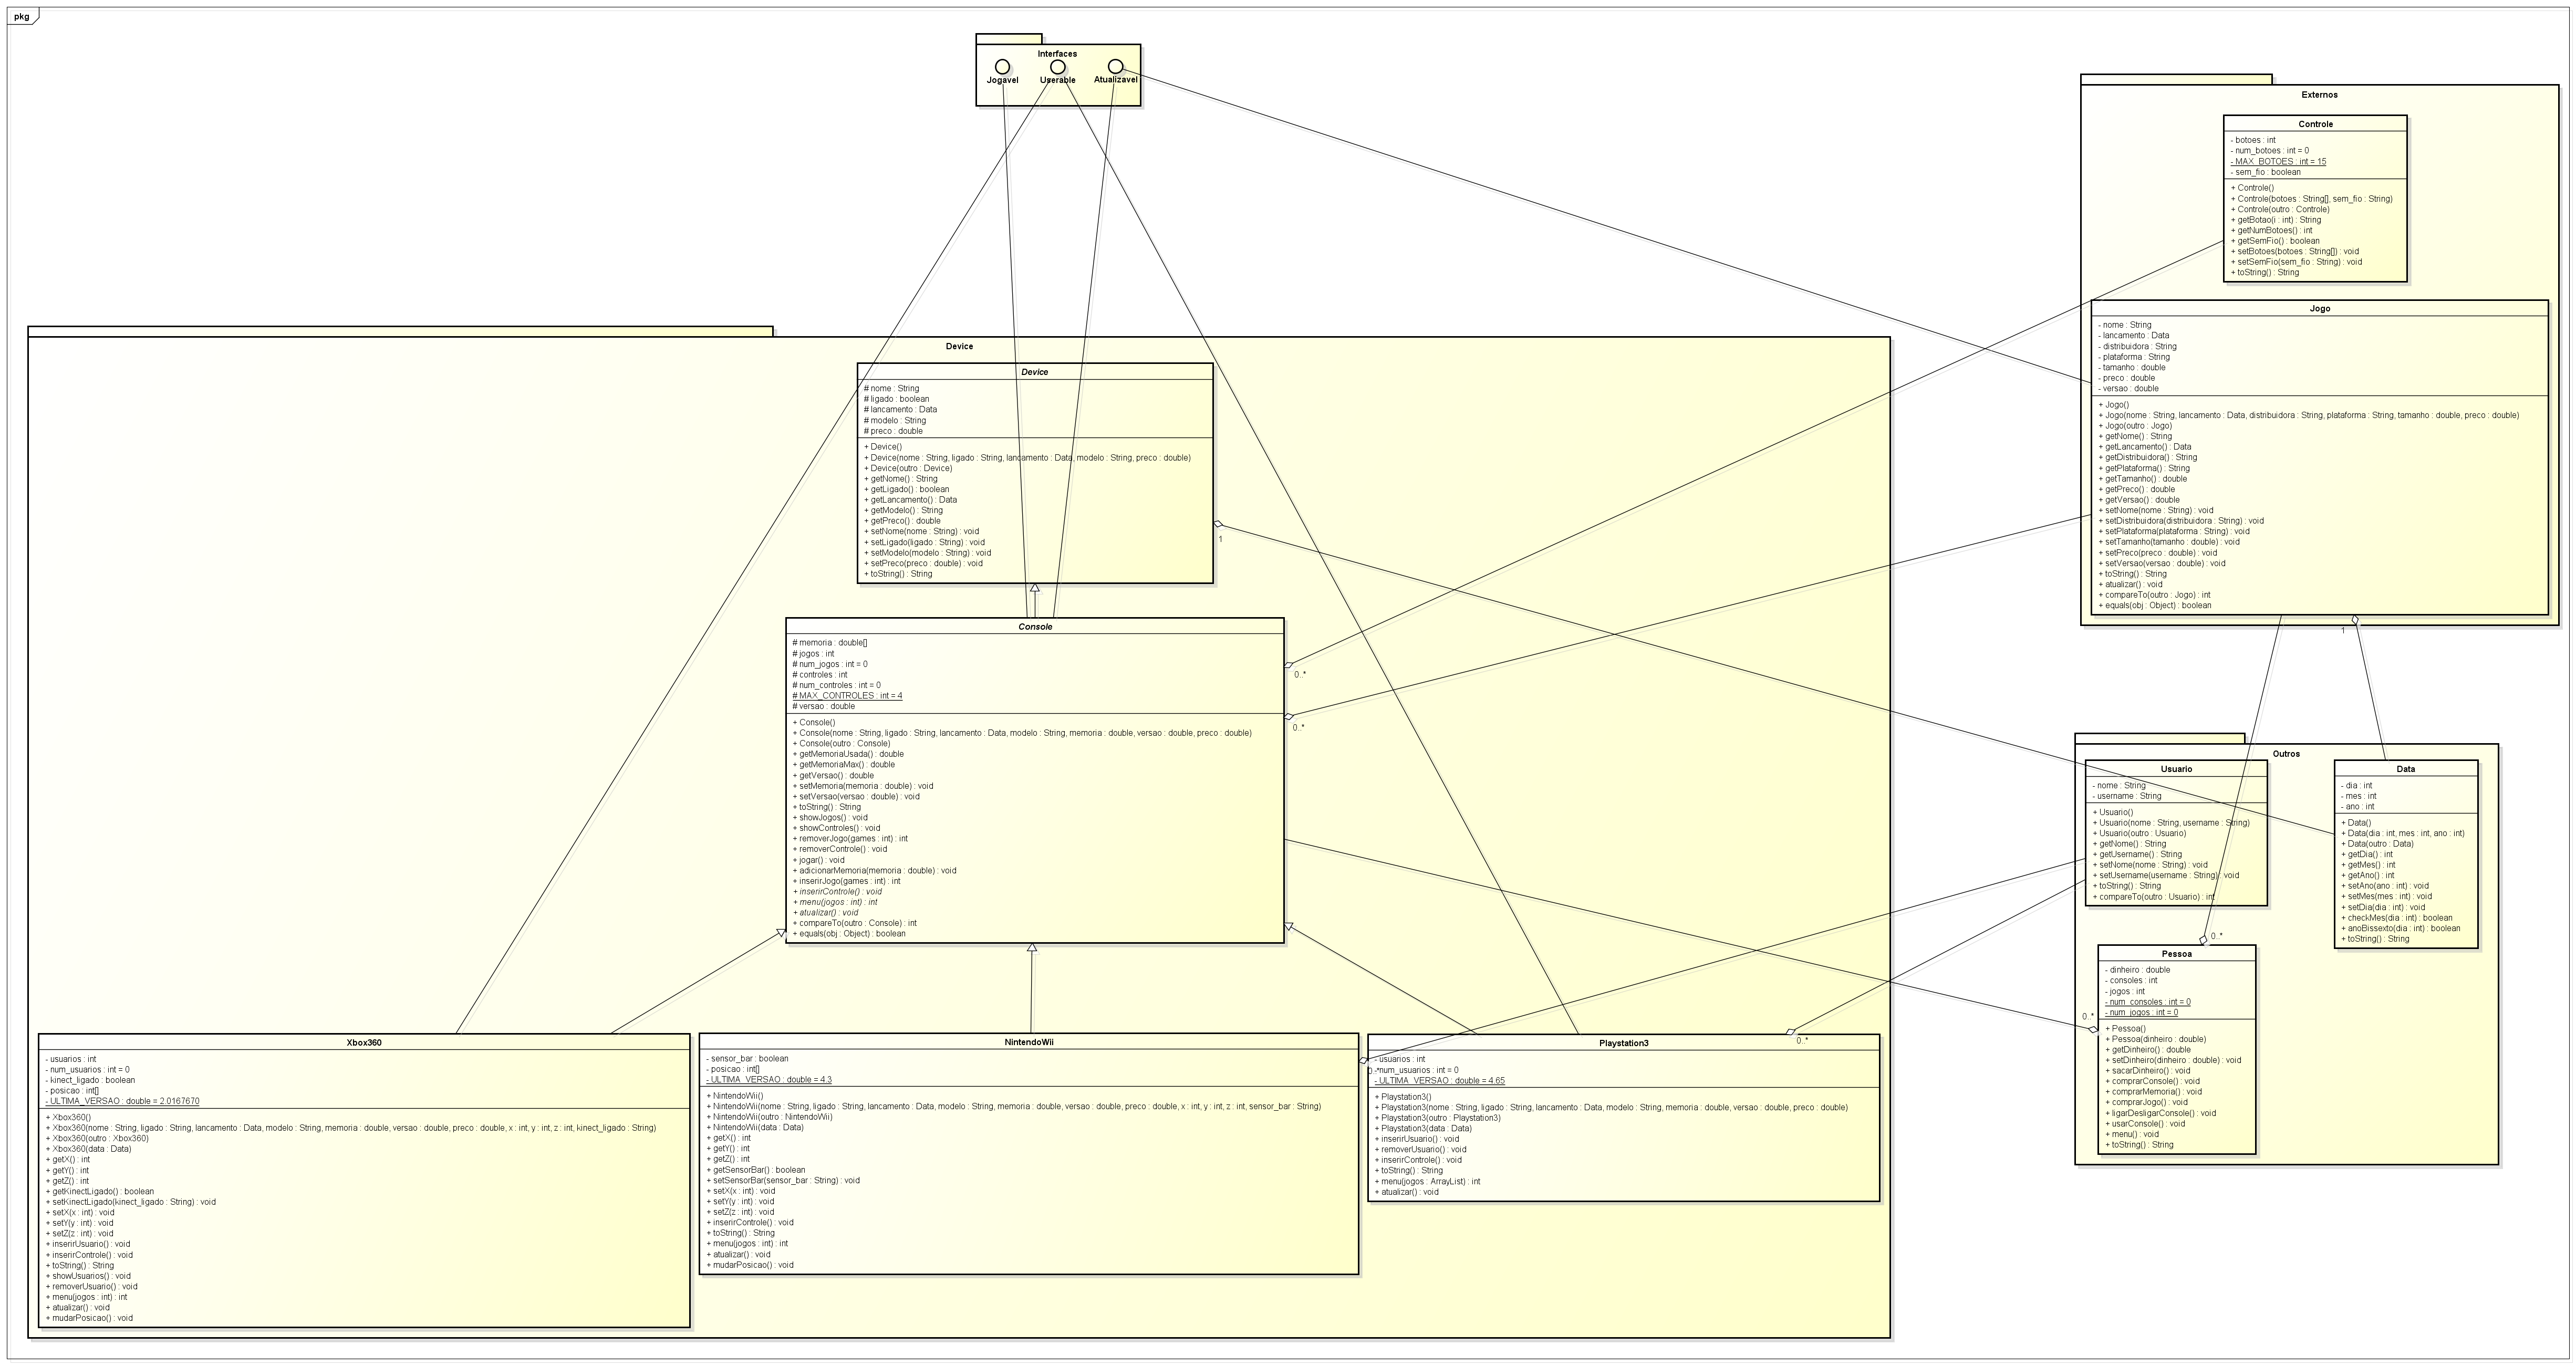 pkg
Interfaces
Jogavel
Userable
Atualizavel
Externos
Controle
- botoes : int
- num_botoes : int = 0
- MAX_BOTOES : int = 15
- sem_fio : boolean
+ Controle()
+ Controle(botoes : String[], sem_fio : String)
+ Controle(outro : Controle)
+ getBotao(i : int) : String
+ getNumBotoes() : int
+ getSemFio() : boolean
+ setBotoes(botoes : String[]) : void
+ setSemFio(sem_fio : String) : void
+ toString() : String
Jogo
- nome : String
- lancamento : Data
- distribuidora : String
- plataforma : String
- tamanho : double
- preco : double
- versao : double
+ Jogo()
+ Jogo(nome : String, lancamento : Data, distribuidora : String, plataforma : String, tamanho : double, preco : double)
+ Jogo(outro : Jogo)
+ getNome() : String
+ getLancamento() : Data
+ getDistribuidora() : String
+ getPlataforma() : String
+ getTamanho() : double
+ getPreco() : double
+ getVersao() : double
+ setNome(nome : String) : void
+ setDistribuidora(distribuidora : String) : void
+ setPlataforma(plataforma : String) : void
+ setTamanho(tamanho : double) : void
+ setPreco(preco : double) : void
+ setVersao(versao : double) : void
+ toString() : String
+ atualizar() : void
+ compareTo(outro : Jogo) : int
+ equals(obj : Object) : boolean
1
Device
Device
# nome : String
# ligado : boolean
# lancamento : Data
# modelo : String
# preco : double
+ Device()
+ Device(nome : String, ligado : String, lancamento : Data, modelo : String, preco : double)
+ Device(outro : Device)
+ getNome() : String
+ getLigado() : boolean
+ getLancamento() : Data
+ getModelo() : String
+ getPreco() : double
+ setNome(nome : String) : void
+ setLigado(ligado : String) : void
+ setModelo(modelo : String) : void
+ setPreco(preco : double) : void
+ toString() : String
1
Console
# memoria : double[]
# jogos : int
# num_jogos : int = 0
# controles : int
# num_controles : int = 0
# MAX_CONTROLES : int = 4
# versao : double
+ Console()
+ Console(nome : String, ligado : String, lancamento : Data, modelo : String, memoria : double, versao : double, preco : double)
+ Console(outro : Console)
+ getMemoriaUsada() : double
+ getMemoriaMax() : double
+ getVersao() : double
+ setMemoria(memoria : double) : void
+ setVersao(versao : double) : void
+ toString() : String
+ showJogos() : void
+ showControles() : void
+ removerJogo(games : int) : int
+ removerControle() : void
+ jogar() : void
+ adicionarMemoria(memoria : double) : void
+ inserirJogo(games : int) : int
+ inserirControle() : void
+ menu(jogos : int) : int
+ atualizar() : void
+ compareTo(outro : Console) : int
+ equals(obj : Object) : boolean
0..*
0..*
Outros
Usuario
- nome : String
- username : String
+ Usuario()
+ Usuario(nome : String, username : String)
+ Usuario(outro : Usuario)
+ getNome() : String
+ getUsername() : String
+ setNome(nome : String) : void
+ setUsername(username : String) : void
+ toString() : String
+ compareTo(outro : Usuario) : int
Data
- dia : int
- mes : int
- ano : int
+ Data()
+ Data(dia : int, mes : int, ano : int)
+ Data(outro : Data)
+ getDia() : int
+ getMes() : int
+ getAno() : int
+ setAno(ano : int) : void
+ setMes(mes : int) : void
+ setDia(dia : int) : void
+ checkMes(dia : int) : boolean
+ anoBissexto(dia : int) : boolean
+ toString() : String
0..*
Pessoa
- dinheiro : double
- consoles : int
- jogos : int
- num_consoles : int = 0
- num_jogos : int = 0
+ Pessoa()
+ Pessoa(dinheiro : double)
+ getDinheiro() : double
+ setDinheiro(dinheiro : double) : void
+ sacarDinheiro() : void
+ comprarConsole() : void
+ comprarMemoria() : void
+ comprarJogo() : void
+ ligarDesligarConsole() : void
+ usarConsole() : void
+ menu() : void
+ toString() : String
0..*
Xbox360
- usuarios : int
- num_usuarios : int = 0
- kinect_ligado : boolean
- posicao : int[]
- ULTIMA_VERSAO : double = 2.0167670
+ Xbox360()
+ Xbox360(nome : String, ligado : String, lancamento : Data, modelo : String, memoria : double, versao : double, preco : double, x : int, y : int, z : int, kinect_ligado : String)
+ Xbox360(outro : Xbox360)
+ Xbox360(data : Data)
+ getX() : int
+ getY() : int
+ getZ() : int
+ getKinectLigado() : boolean
+ setKinectLigado(kinect_ligado : String) : void
+ setX(x : int) : void
+ setY(y : int) : void
+ setZ(z : int) : void
+ inserirUsuario() : void
+ inserirControle() : void
+ toString() : String
+ showUsuarios() : void
+ removerUsuario() : void
+ menu(jogos : int) : int
+ atualizar() : void
+ mudarPosicao() : void
NintendoWii
- sensor_bar : boolean
- posicao : int[]
- ULTIMA_VERSAO : double = 4.3
+ NintendoWii()
+ NintendoWii(nome : String, ligado : String, lancamento : Data, modelo : String, memoria : double, versao : double, preco : double, x : int, y : int, z : int, sensor_bar : String)
+ NintendoWii(outro : NintendoWii)
+ NintendoWii(data : Data)
+ getX() : int
+ getY() : int
+ getZ() : int
+ getSensorBar() : boolean
+ setSensorBar(sensor_bar : String) : void
+ setX(x : int) : void
+ setY(y : int) : void
+ setZ(z : int) : void
+ inserirControle() : void
+ toString() : String
+ menu(jogos : int) : int
+ atualizar() : void
+ mudarPosicao() : void
Playstation3
- usuarios : int
num_usuarios : int = 0
- ULTIMA_VERSAO : double = 4.65
+ Playstation3()
+ Playstation3(nome : String, ligado : String, lancamento : Data, modelo : String, memoria : double, versao : double, preco : double)
+ Playstation3(outro : Playstation3)
+ Playstation3(data : Data)
+ inserirUsuario() : void
+ removerUsuario() : void
+ inserirControle() : void
+ toString() : String
+ menu(jogos : ArrayList) : int
+ atualizar() : void
0..*